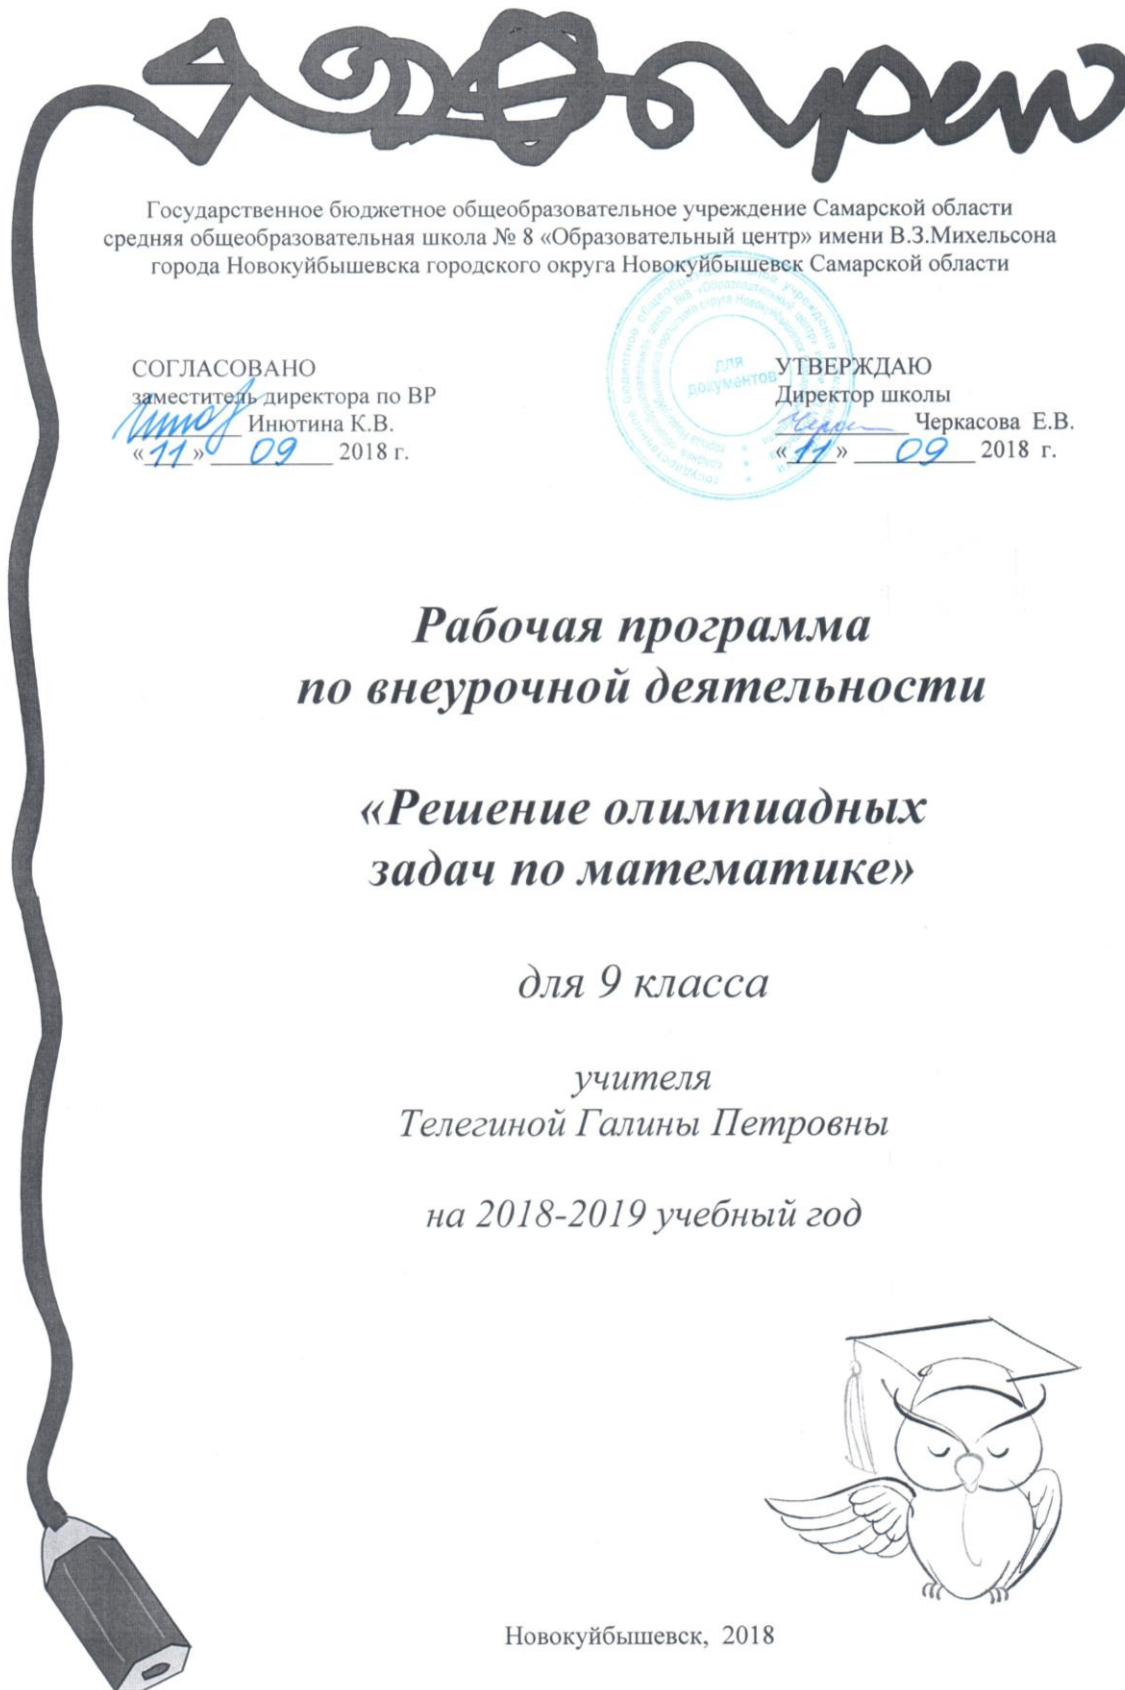 Государственное бюджетное общеобразовательное учреждение Самарской области
средняя общеобразовательная школа № 8 «Образовательный центр» имени В.З.Михельсона
города Новокуйбышевска городского округа Новокуйбышевск Самарской области
СОГЛАСОВАНО
заместитель директора по ВР
Инютина К.В.
«11» 09 2018 г.
для
документов
УТВЕРЖДАЮ
Директор школы
Черкасова Е.В.
«11» 09 2018 г.
Рабочая программа
по внеурочной деятельности
«Решение олимпиадных
задач по математике»
для 9 класса
учителя
Телегиной Галины Петровны
на 2018-2019 учебный год
Новокуйбышевск, 2018